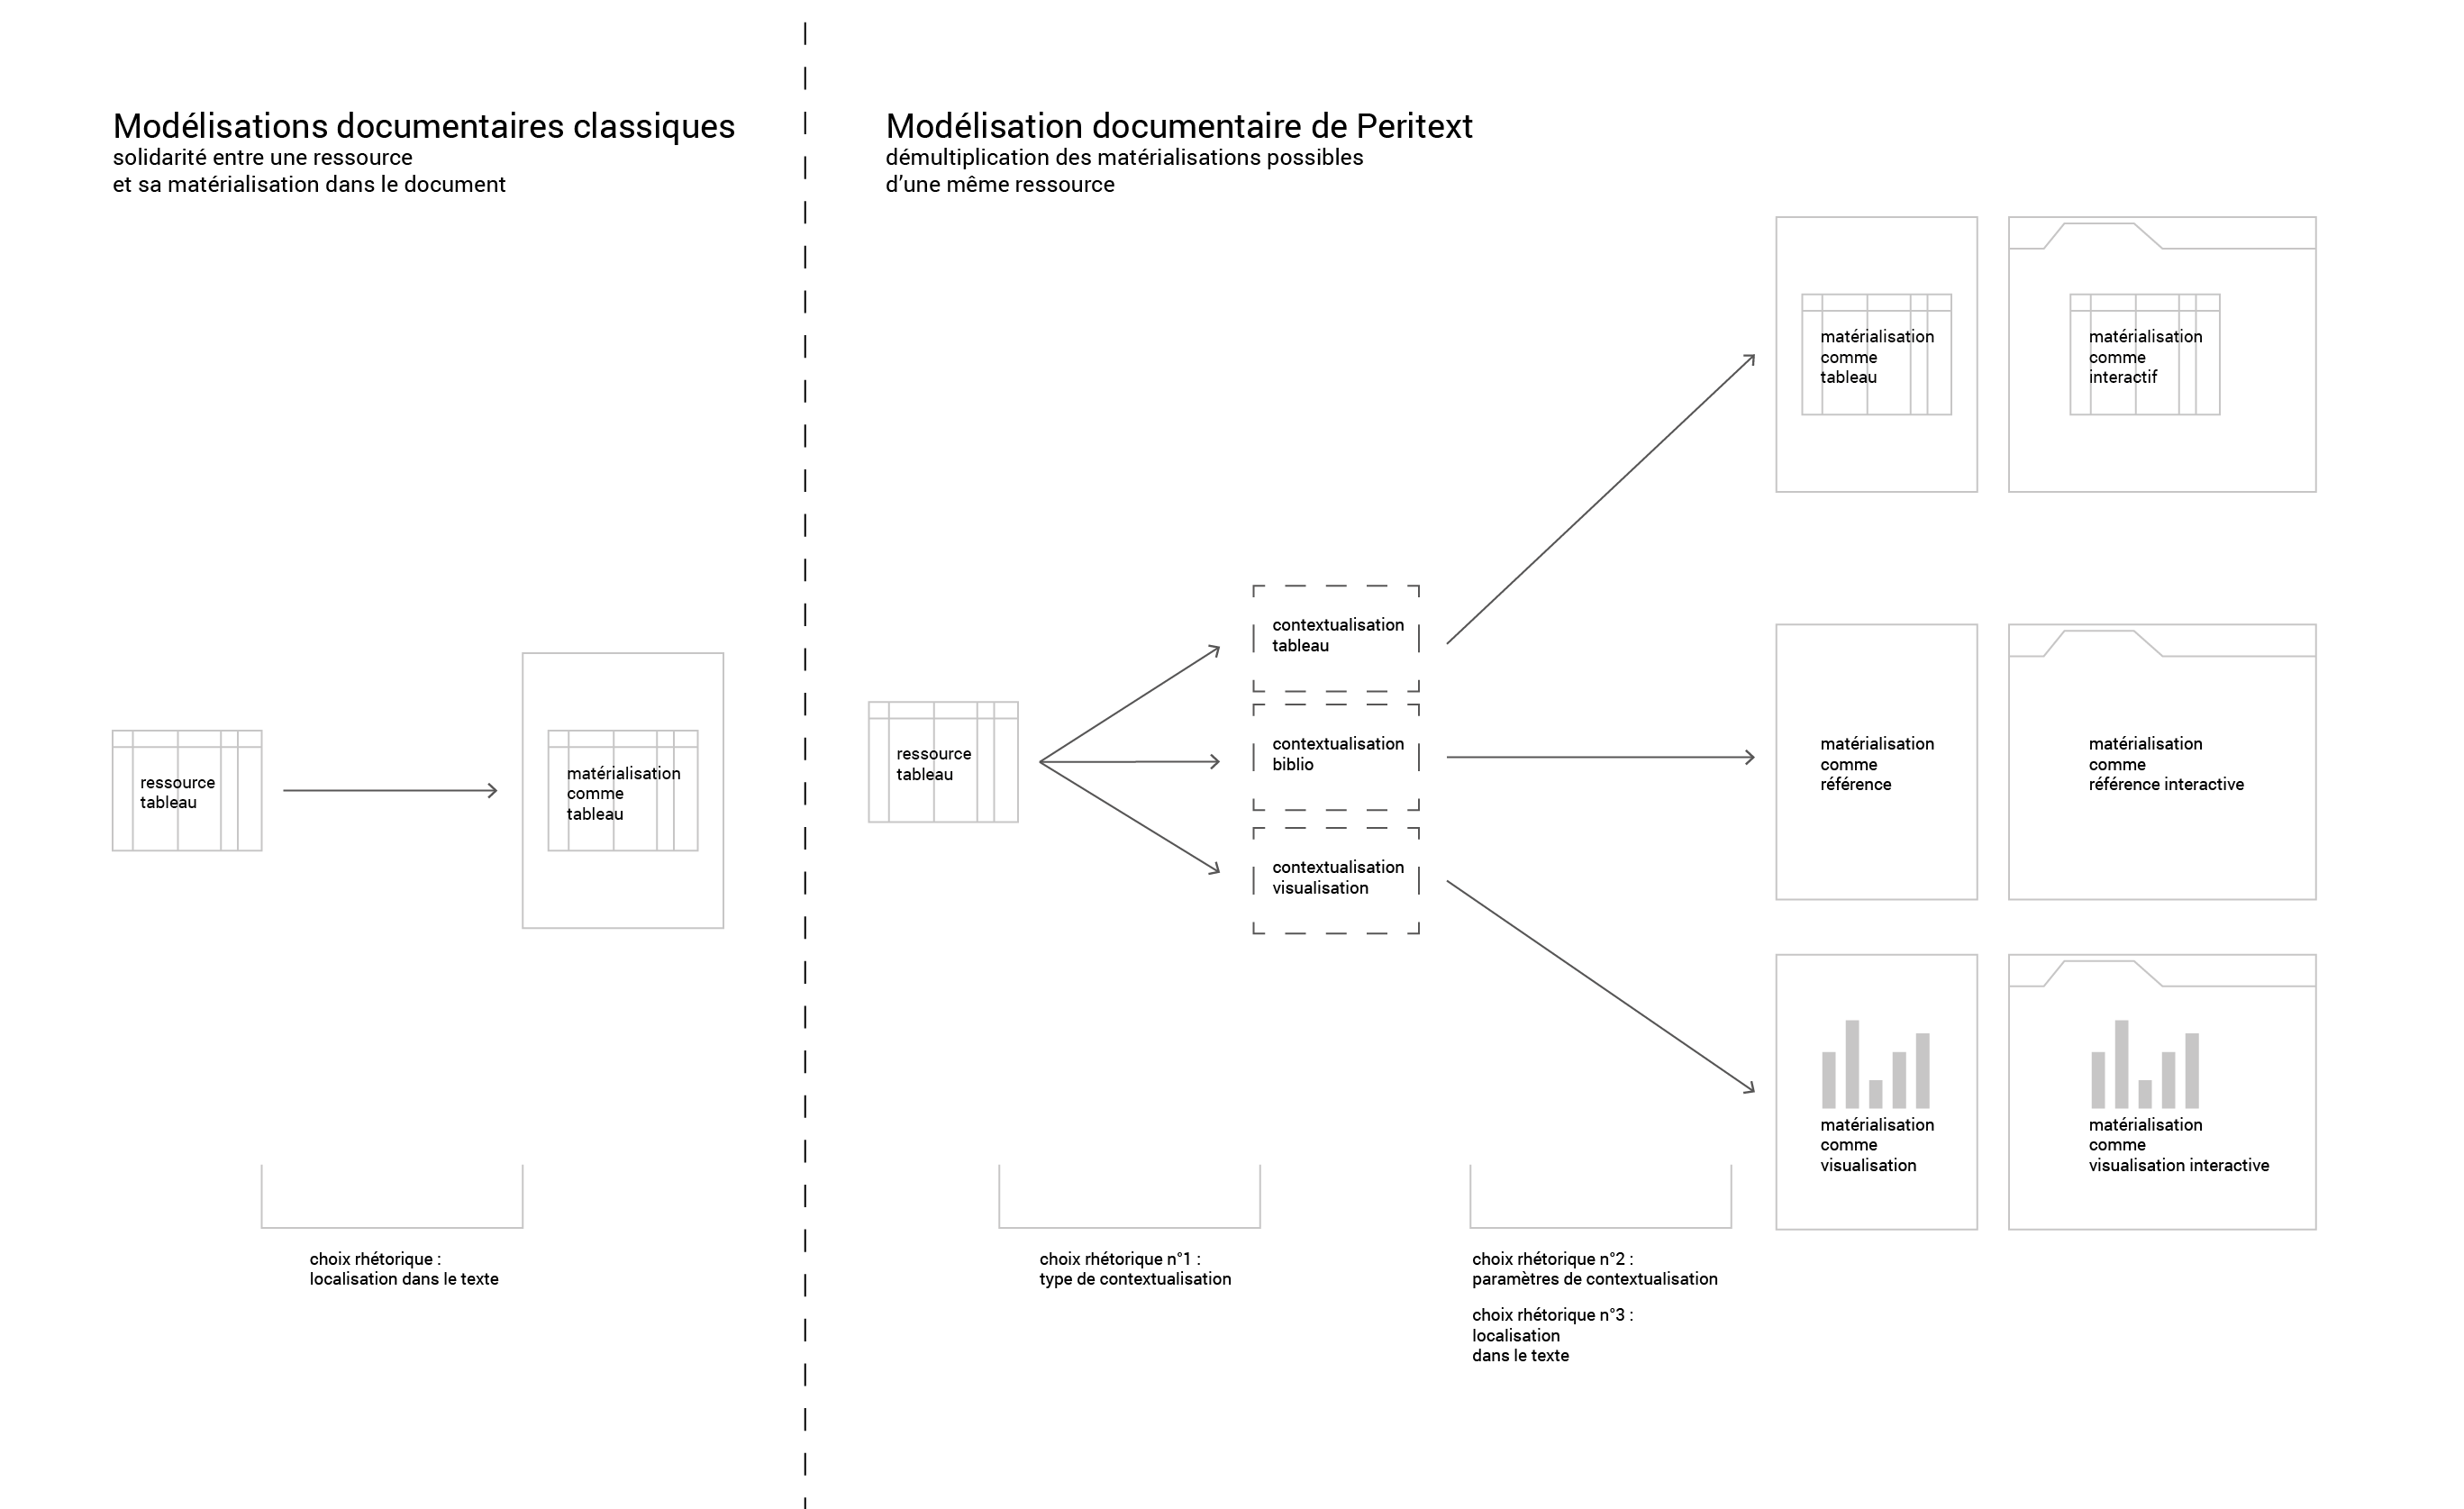 Modélisations documentaires classiques
solidarité entre une ressource
et sa matérialisation dans le document
ressource
tableau
matérialisation
comme
tableau
choix rhétorique :
localisation dans le texte
Modélisation documentaire de Peritext
démultiplication des matérialisations possibles
d’une même ressource
ressource
tableau
contextualisation
tableau
contextualisation
biblio
contextualisation
visualisation
matérialisation
comme
tableau
matérialisation
comme
interactif
matérialisation
comme
référence
matérialisation
comme
référence interactive
matérialisation
comme
visualisation
matérialisation
comme
visualisation interactive
choix rhétorique n°1 :
type de contextualisation
choix rhétorique n°2 :
paramètres de contextualisation
choix rhétorique n°3 :
localisation
dans le texte